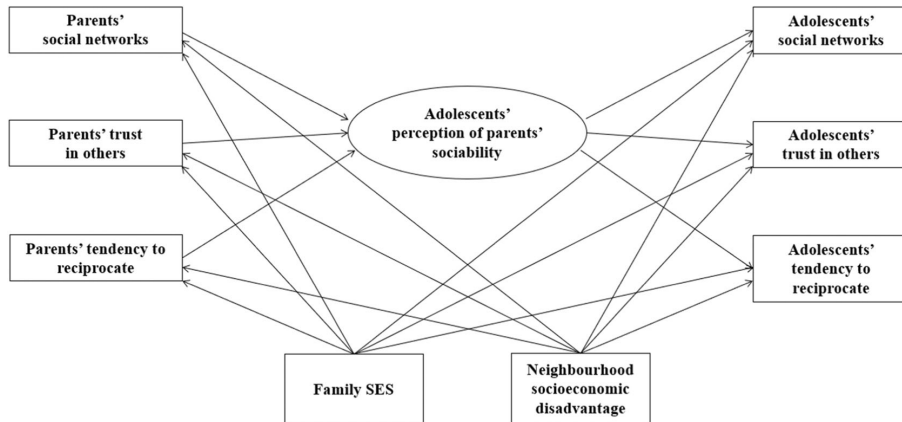 Parents'
social networks
Adolescents'
social networks
Adolescents'
perception of parents'
sociability
Parents' trust
in others
Adolescents'
trust in others
Parents' tendency to
reciprocate
Adolescents'
tendency to
reciprocate
Family SES
Neighbourhood
socioeconomic
disadvantage